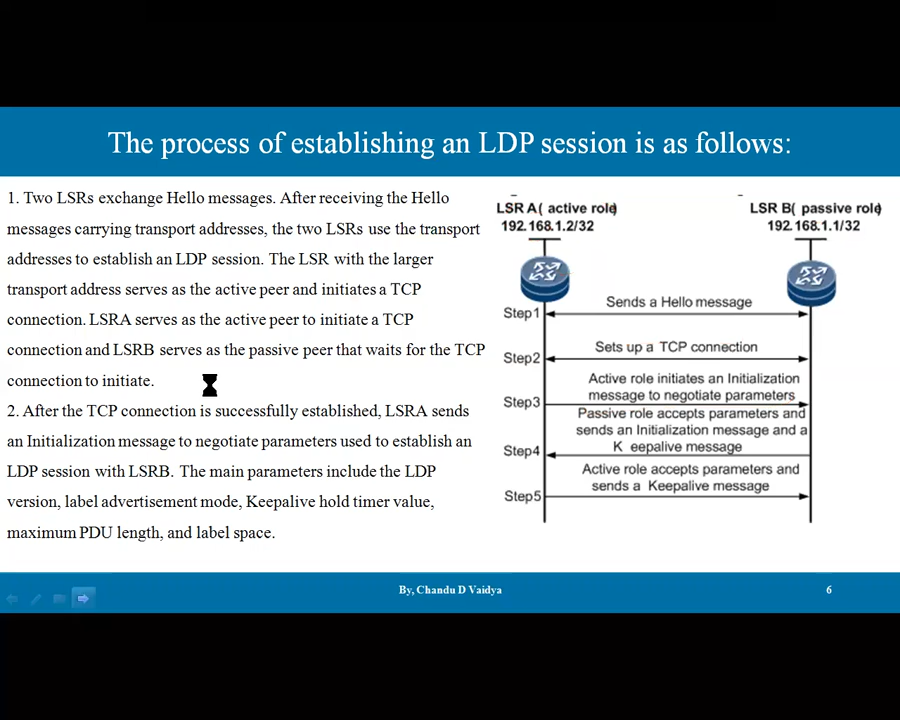 The process of establishing an LDP session is as follows:
1. Two LSRs exchange Hello messages. After receiving the Hello
messages carrying transport addresses, the two LSRs use the transport
addresses to establish an LDP session. The LSR with the larger
transport address serves as the active peer and initiates a TCP
connection. LSRA serves as the active peer to initiate a TCP
connection and LSRB serves as the passive peer that waits for the TCP
connection to initiate.
2. After the TCP connection is successfully established, LSRA sends
an Initialization message to negotiate parameters used to establish an
LDP session with LSRB. The main parameters include the LDP
version, label advertisement mode, Keepalive hold timer value,
maximum PDU length, and label space.
LSR A( active role)
192.168.1.2/32
LSR B( passive role)
192.168.1.1/32
Sends a Hello message
Step1
Sets up a TCP connection
Step2
Active role initiates an Initialization
message to negotiate parameters
Step3
Passive role accepts parameters and
sends an Initialization message and a
K eepalive message
Step4
Active role accepts parameters and
sends a Keepalive message
Step5
By, Chandu D Vaidya
6